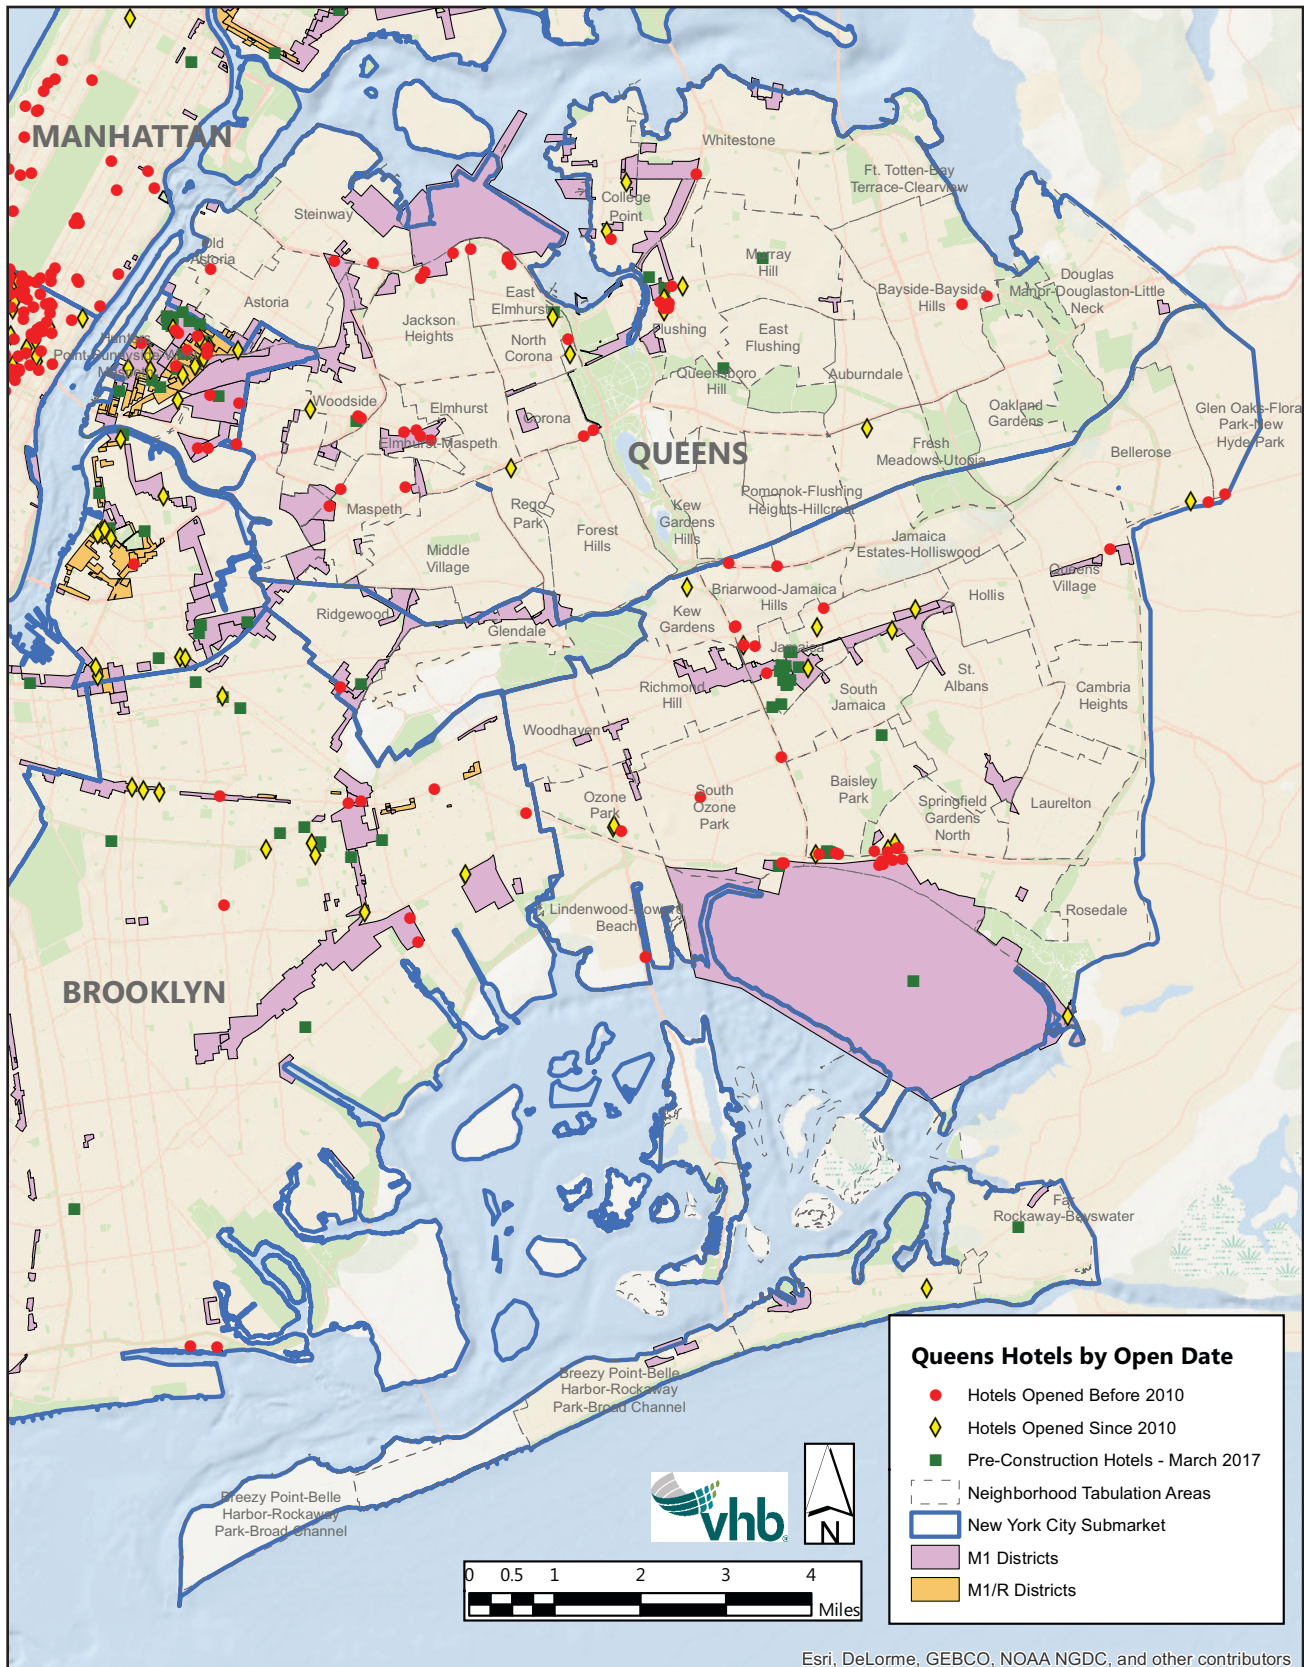 MANHATTAN
Whitestone
Ft. Totten-Bay
Terrace-Clearview
College
Point
Steinway
Old
Astoria
Murray
Hill
Douglas
Manor-Douglaston-Little
Neck
Bayside-Bayside
Hills
East
Elmhurst
Astoria
Jackson
Heights
North
Corona
Flushing
East
Flushing
Hunters
Point-Sunnyside-West
Maspeth
Queensboro
Hill
Auburndale
Woodside
Elmhurst
Corona
Oakland
Gardens
Glen Oaks-Floral
Park-New
Hyde Park
Elmhurst-Maspeth
QUEENS
Fresh
Meadows-Utopia
Bellerose
Maspeth
Rego
Park
Kew
Gardens
Hills
Pomonok-Flushing
Heights-Hillcrest
Forest
Hills
Jamaica
Estates-Holliswood
Middle
Village
Queens
Village
Briarwood-Jamaica
Hills
Hollis
Ridgewood
Kew
Gardens
Glendale
Jamaica
St.
Albans
Richmond
Hill
South
Jamaica
Cambria
Heights
Woodhaven
Baisley
Park
Ozone
Park
South
Ozone
Park
Springfield
Gardens
North
Laurelton
Lindenwood-Howard
Beach
Rosedale
BROOKLYN
Far
Rockaway-Bayswater
Breezy Point-Belle
Harbor-Rockaway
Park-Broad Channel
Breezy Point-Belle
Harbor-Rockaway
Park-Broad Channel
Queens Hotels by Open Date
Hotels Opened Before 2010
Hotels Opened Since 2010
Pre-Construction Hotels - March 2017
Neighborhood Tabulation Areas
New York City Submarket
M1 Districts
M1/R Districts
vhb
N
0 0.5 1 2 3 4
Miles
Esri, DeLorme, GEBCO, NOAA NGDC, and other contributors